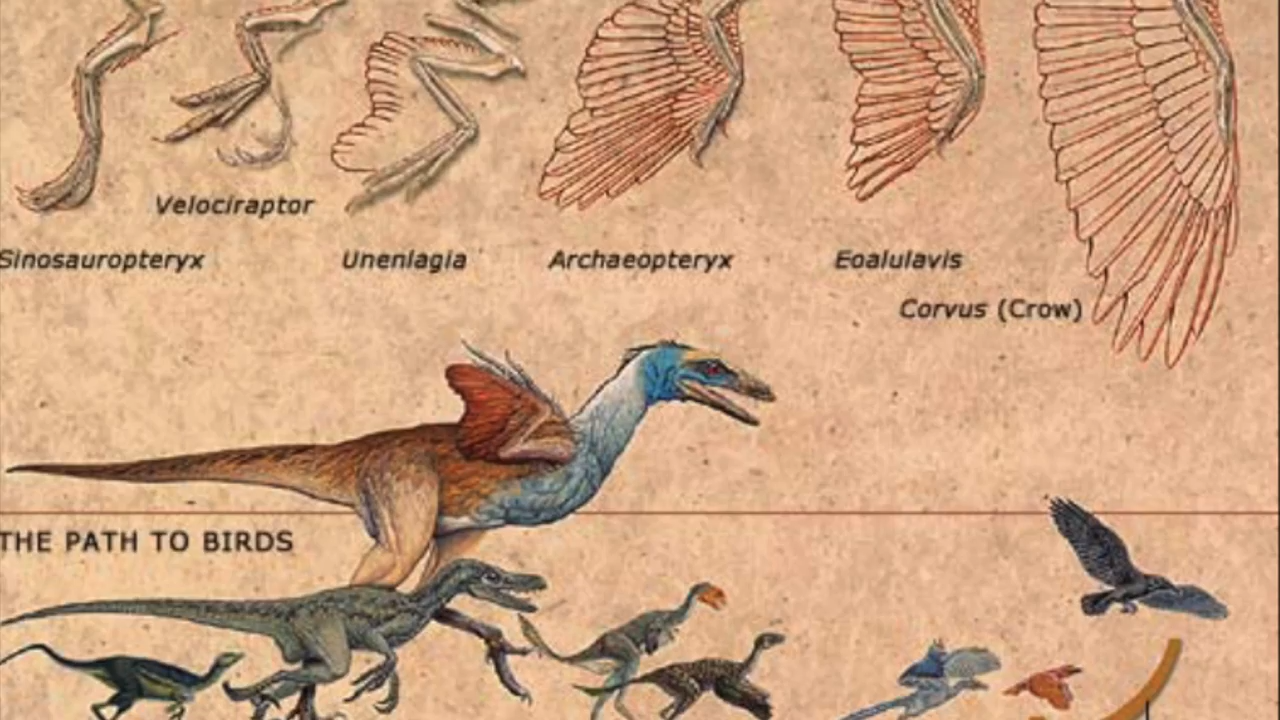 Velociraptor
Sinosauropteryx
Unenlagia
Archaeopteryx
Eoalulavis
Corvus (Crow)
THE PATH TO BIRDS